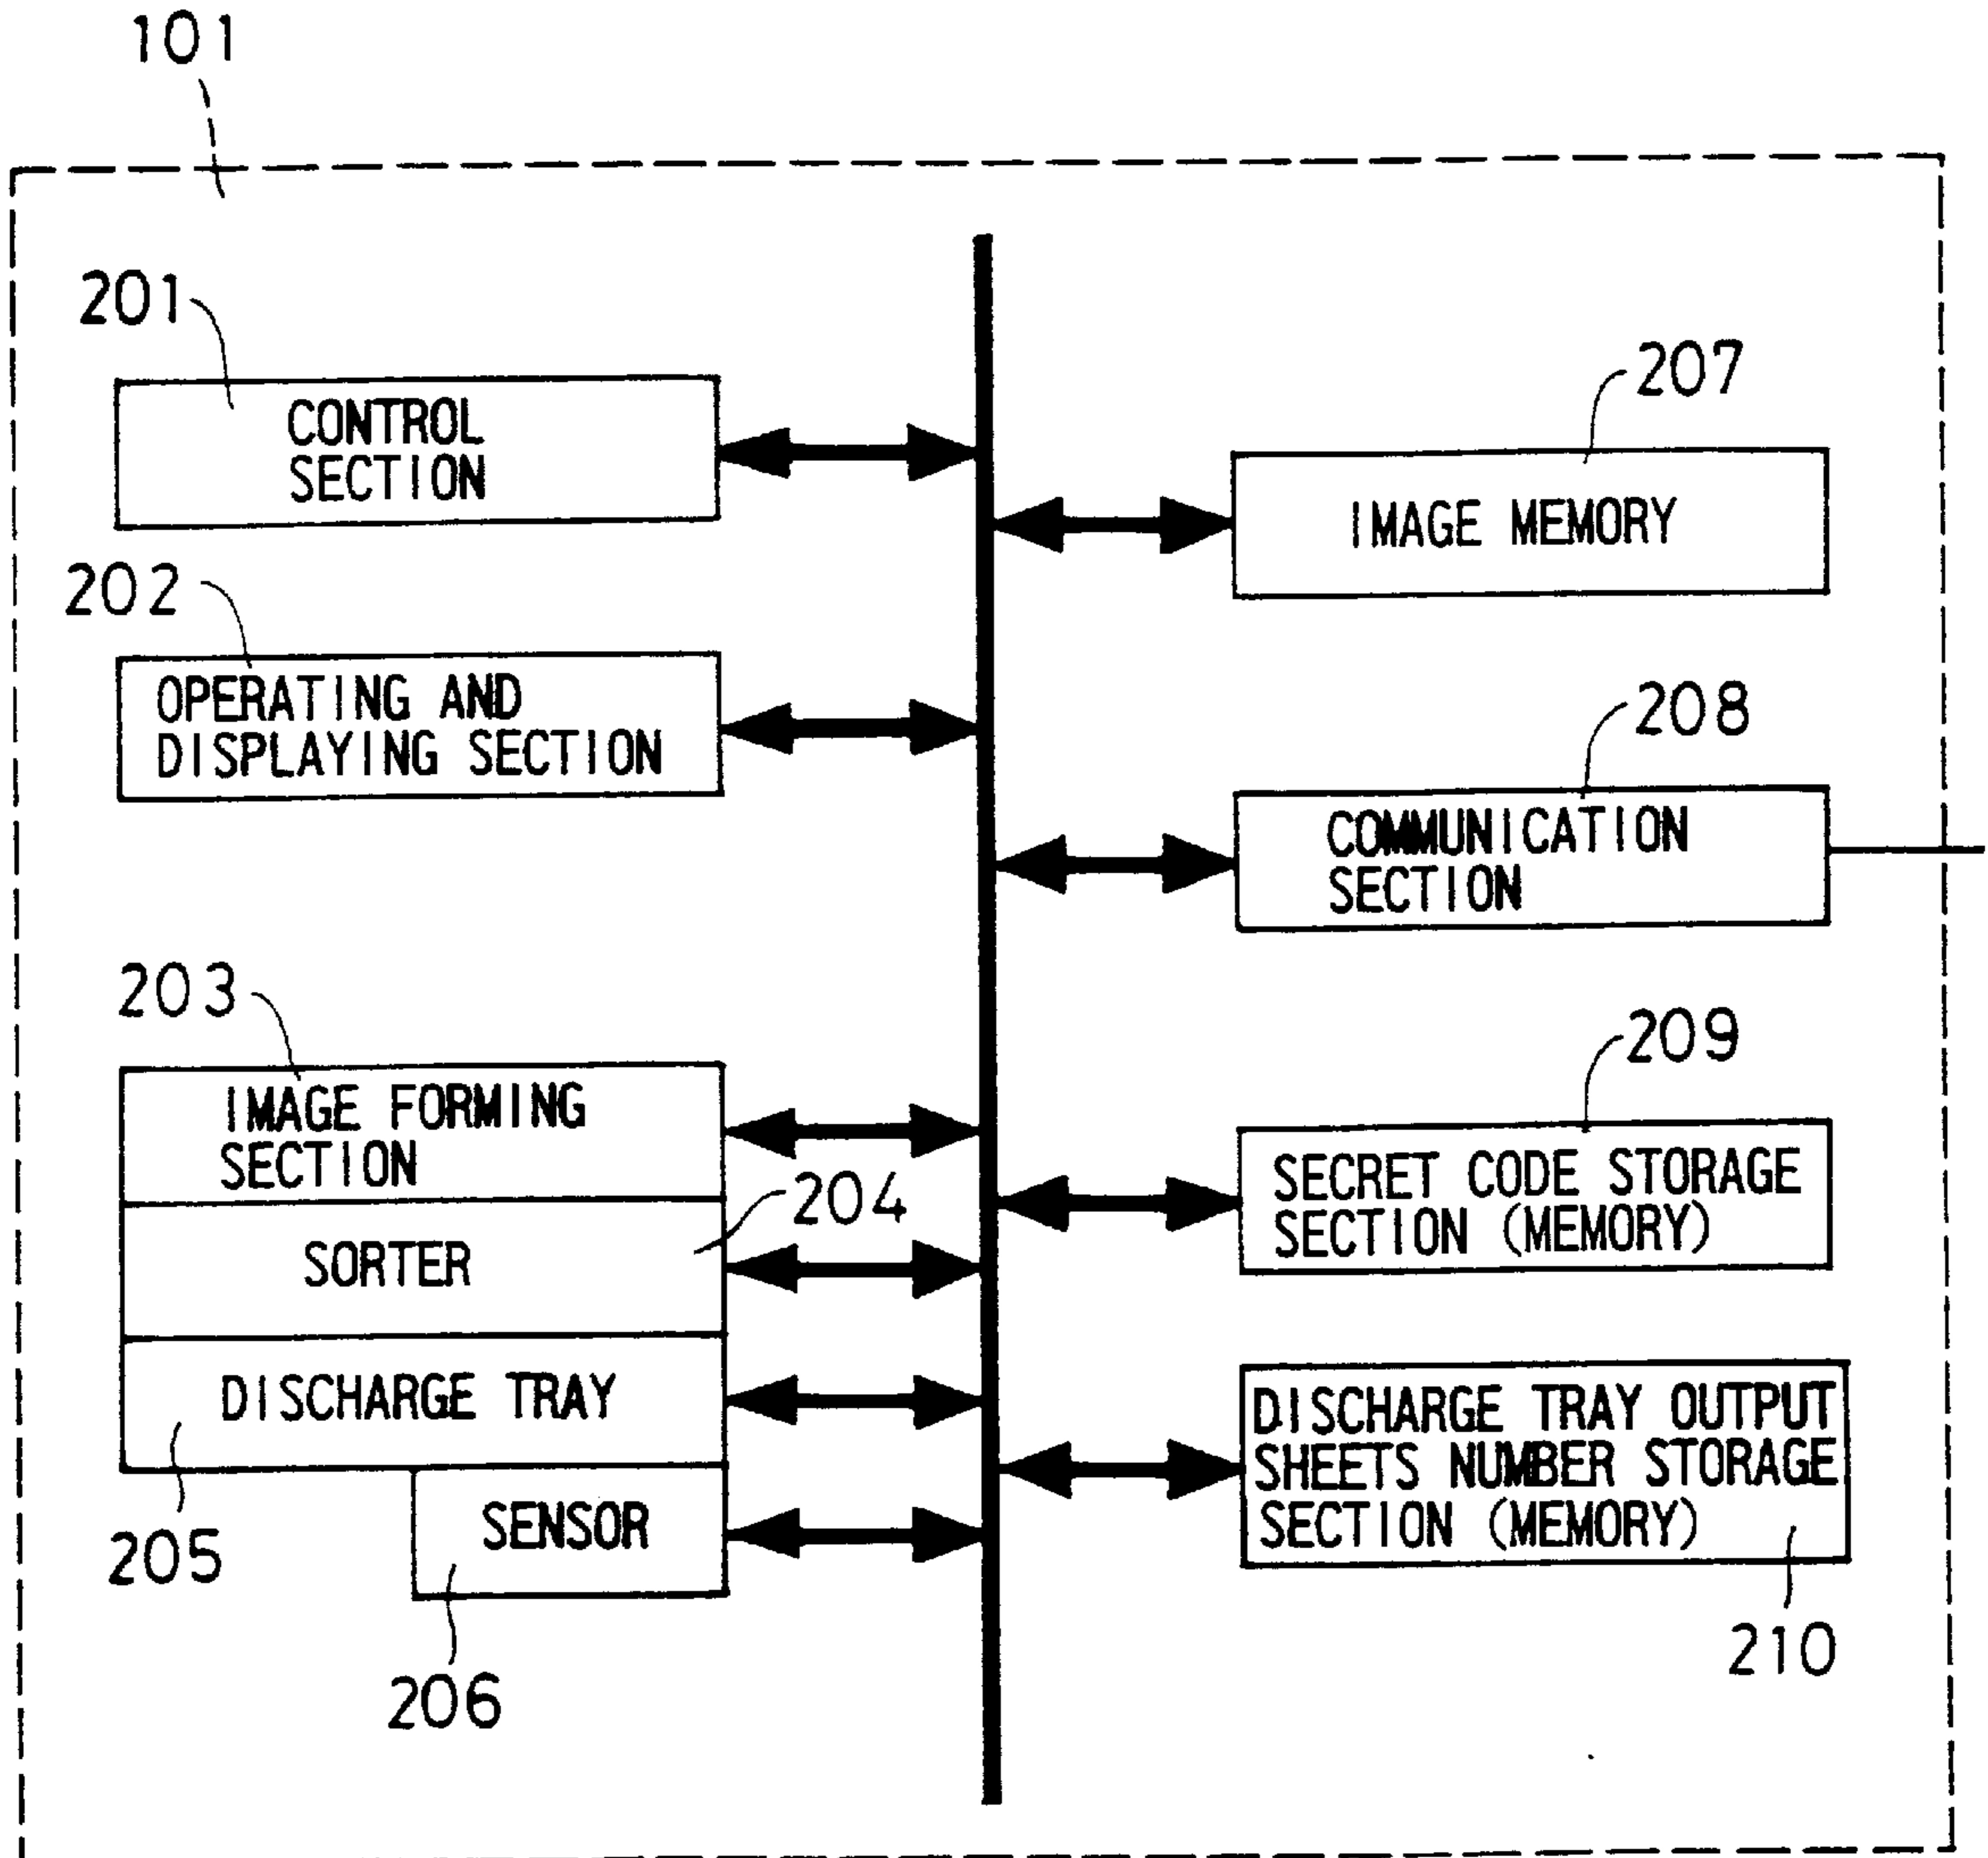 101
201
CONTROL
SECTION
207
IMAGE MEMORY
202
OPERATING AND
DISPLAYING SECTION
208
COMMUNICATION
SECTION
203
IMAGE FORMING
SECTION
204
SORTER
209
SECRET CODE STORAGE
SECTION (MEMORY)
DISCHARGE TRAY
205
SENSOR
206
DISCHARGE TRAY OUTPUT
SHEETS NUMBER STORAGE
SECTION (MEMORY)
210